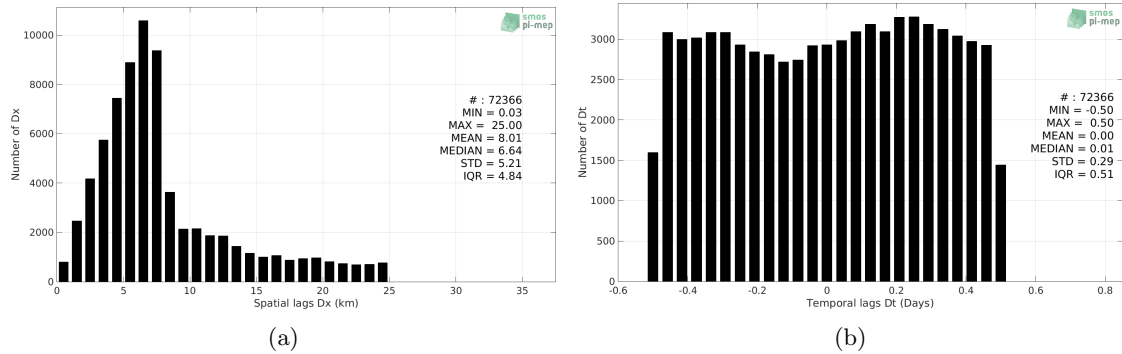 smos
pi-mep
10000
8000
6000
4000
2000
0
Number of Dx
# : 72366
MIN = 0.03
MAX = 25.00
MEAN = 8.01
MEDIAN = 6.64
STD = 5.21
IQR = 4.84
0 5 10 15 20 25 30 35
Spatial lags Dx (km)
(a)
smos
pi-mep
3000
2500
2000
1500
1000
500
0
Number of Dt
# : 72366
MIN = -0.50
MAX = 0.50
MEAN = 0.00
MEDIAN = 0.01
STD = 0.29
IQR = 0.51
-0.6 -0.4 -0.2 0 0.2 0.4 0.6 0.8
Temporal lags Dt (Days)
(b)